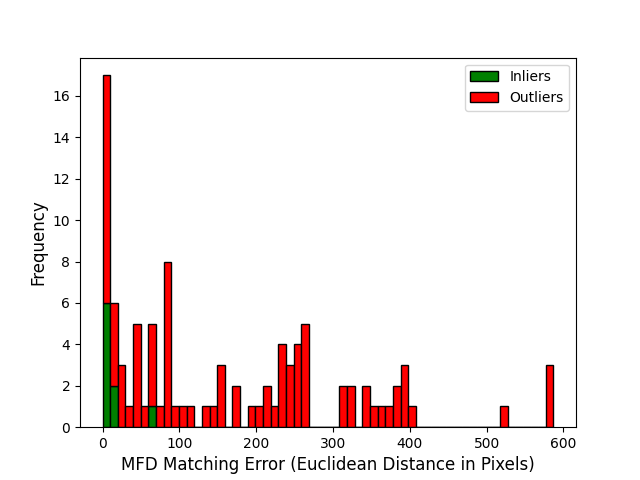 Inliers
Outliers
16
14
12
10
8
6
4
2
0
Frequency
0 100 200 300 400 500 600
MFD Matching Error (Euclidean Distance in Pixels)